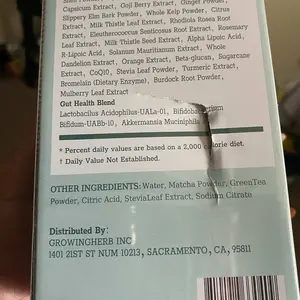 Capsicum Extract, Goji Berry Extract, Ginger Powder,
Slippery Elm Bark Powder, Whole Kelp Powder, Citrus
Extract, Milk Thistle Seed Extract, Rhodiola Rosea Root
Extract, Eleutherococcus Senticosus Root Extract, Rosemary
Leaf Extract, Milk Thistle Seed Extract, Alpha Lipoic Acid,
R-Lipoic Acid, Solanum Mauritianum Extract, Whole
Dandelion Extract, Orange Extract, Beta-glucan, Sugarcane
Extract, CoQ10, Stevia Leaf Powder, Turmeric Extract,
Bromelain (Dietary Enzyme), Burdock Root Powder,
Mulberry Leaf Extract
Gut Health Blend
Lactobacillus Acidophilus-UALa-01, Bifidobacterium
Bifidum-UABb-10, Akkermansia Muciniphila
* Percent daily values are based on a 2,000 calorie diet.
† Daily Value Not Established.
OTHER INGREDIENTS: Water, Matcha Powder, GreenTea
Powder, Citric Acid, SteviaLeaf Extract, Sodium Citrate
Distributed By:
GROWINGHERB INC
1401 21ST ST NUM 10213, SACRAMENTO, CA, 95811